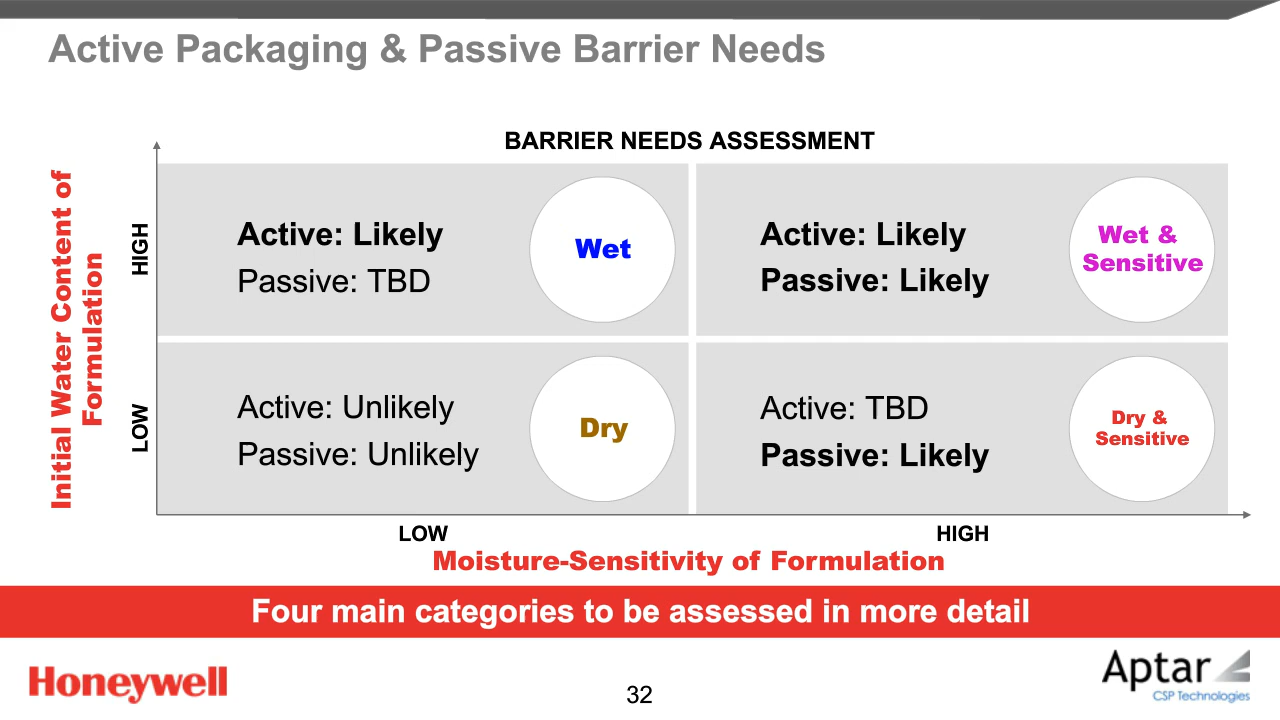 Active Packaging & Passive Barrier Needs
BARRIER NEEDS ASSESSMENT
Initial Water Content of
Formulation
HIGH
Active: Likely
Passive: TBD
Wet
Active: Likely
Passive: Likely
Wet &
Sensitive
LOW
Active: Unlikely
Passive: Unlikely
Dry
Active: TBD
Passive: Likely
Dry &
Sensitive
LOW
HIGH
Moisture-Sensitivity of Formulation
Four main categories to be assessed in more detail
Honeywell
32
Aptar
CSP Technologies